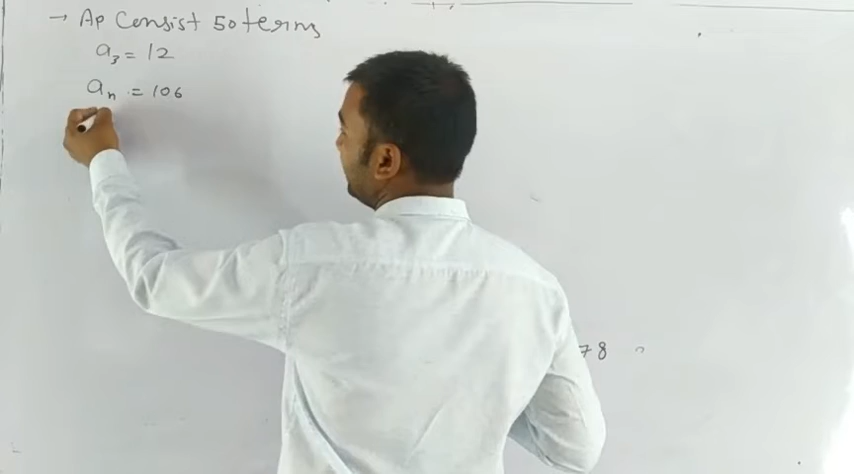 → Ap Consist 50 terms
a₃ = 12
aₙ = 106
78